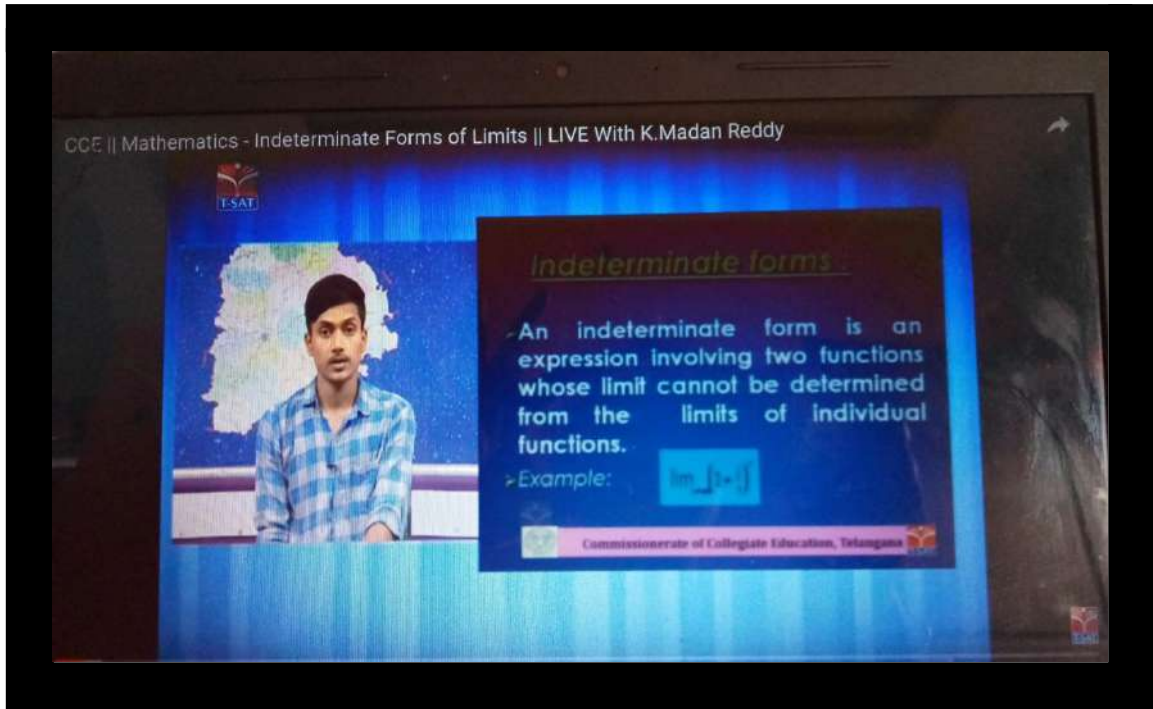 CCE || Mathematics - Indeterminate Forms of Limits || LIVE With K.Madan Reddy
T-SAT
Indeterminate forms :
An indeterminate form is an
expression involving two functions
whose limit cannot be determined
from the limits of individual
functions.
Example:
lim
Commissionerate of Collegiate Education, Telangana
T-SAT